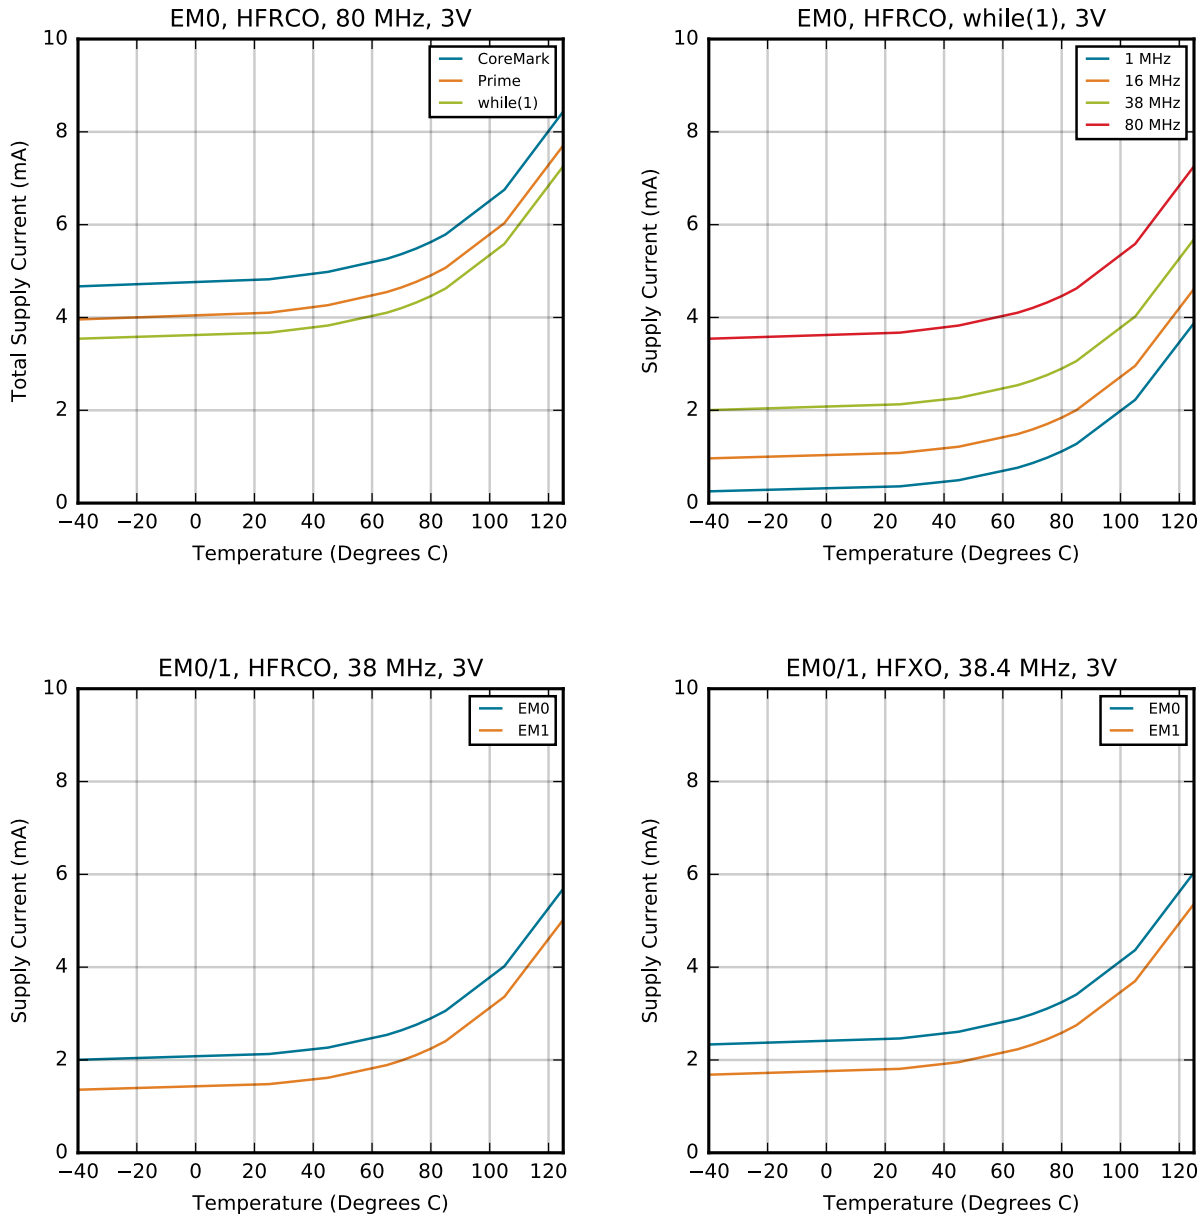 EM0, HFRCO, 80 MHz, 3V
10
8
6
4
2
0
Total Supply Current (mA)
CoreMark
Prime
while(1)
−40 −20 0 20 40 60 80 100 120
Temperature (Degrees C)
EM0, HFRCO, while(1), 3V
10
8
6
4
2
0
Supply Current (mA)
1 MHz
16 MHz
38 MHz
80 MHz
−40 −20 0 20 40 60 80 100 120
Temperature (Degrees C)
EM0/1, HFRCO, 38 MHz, 3V
10
8
6
4
2
0
Supply Current (mA)
EM0
EM1
−40 −20 0 20 40 60 80 100 120
Temperature (Degrees C)
EM0/1, HFXO, 38.4 MHz, 3V
10
8
6
4
2
0
Supply Current (mA)
EM0
EM1
−40 −20 0 20 40 60 80 100 120
Temperature (Degrees C)